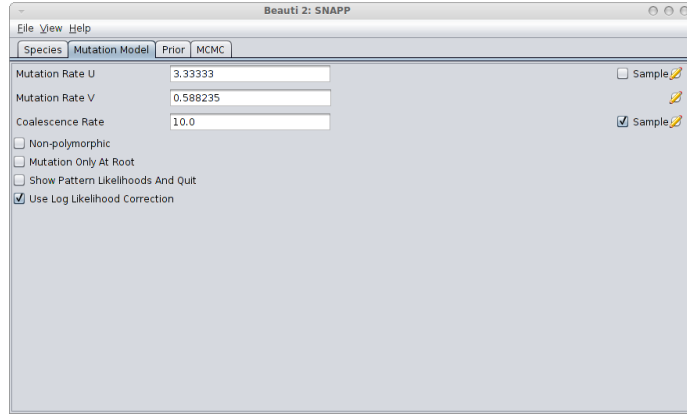 Beauti 2: SNAPP
File View Help
Species Mutation Model Prior MCMC
Mutation Rate U 3.33333 Sample
Mutation Rate V 0.588235
Coalescence Rate 10.0 Sample
Non-polymorphic
Mutation Only At Root
Show Pattern Likelihoods And Quit
Use Log Likelihood Correction